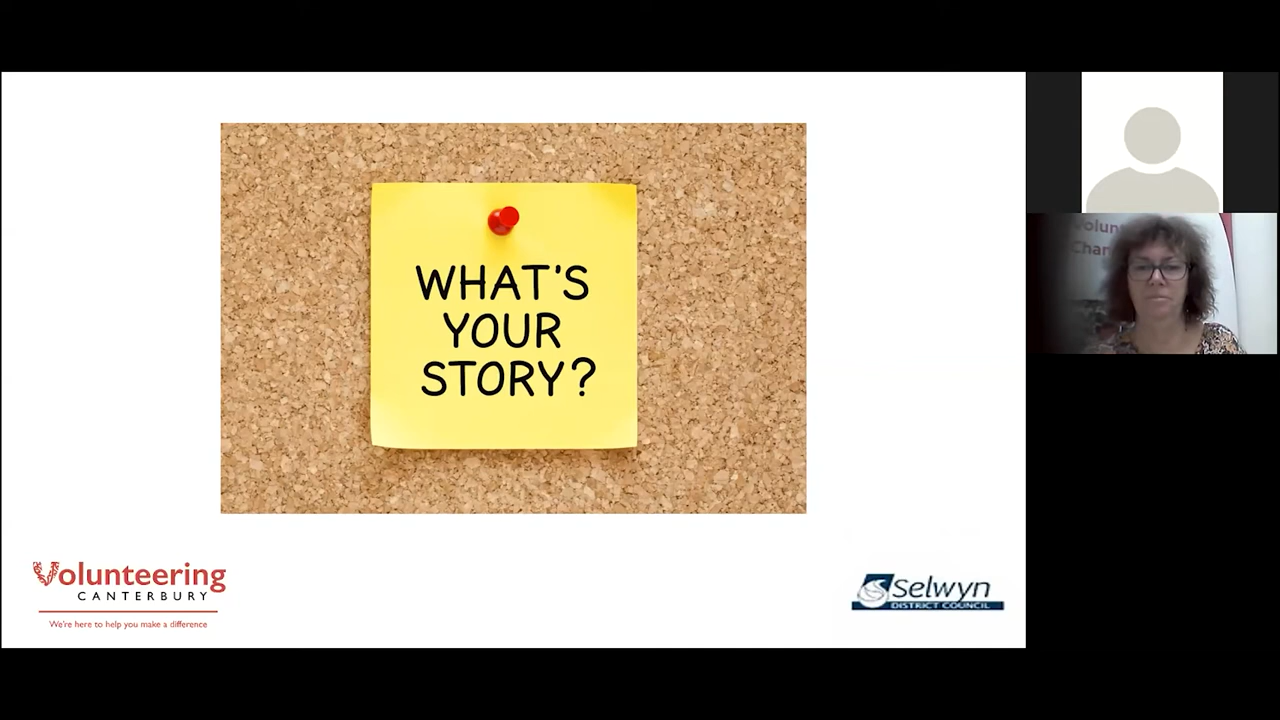 WHAT'S
YOUR
STORY?
Volunteering
CANTERBURY
We're here to help you make a difference
Selwyn
DISTRICT COUNCIL